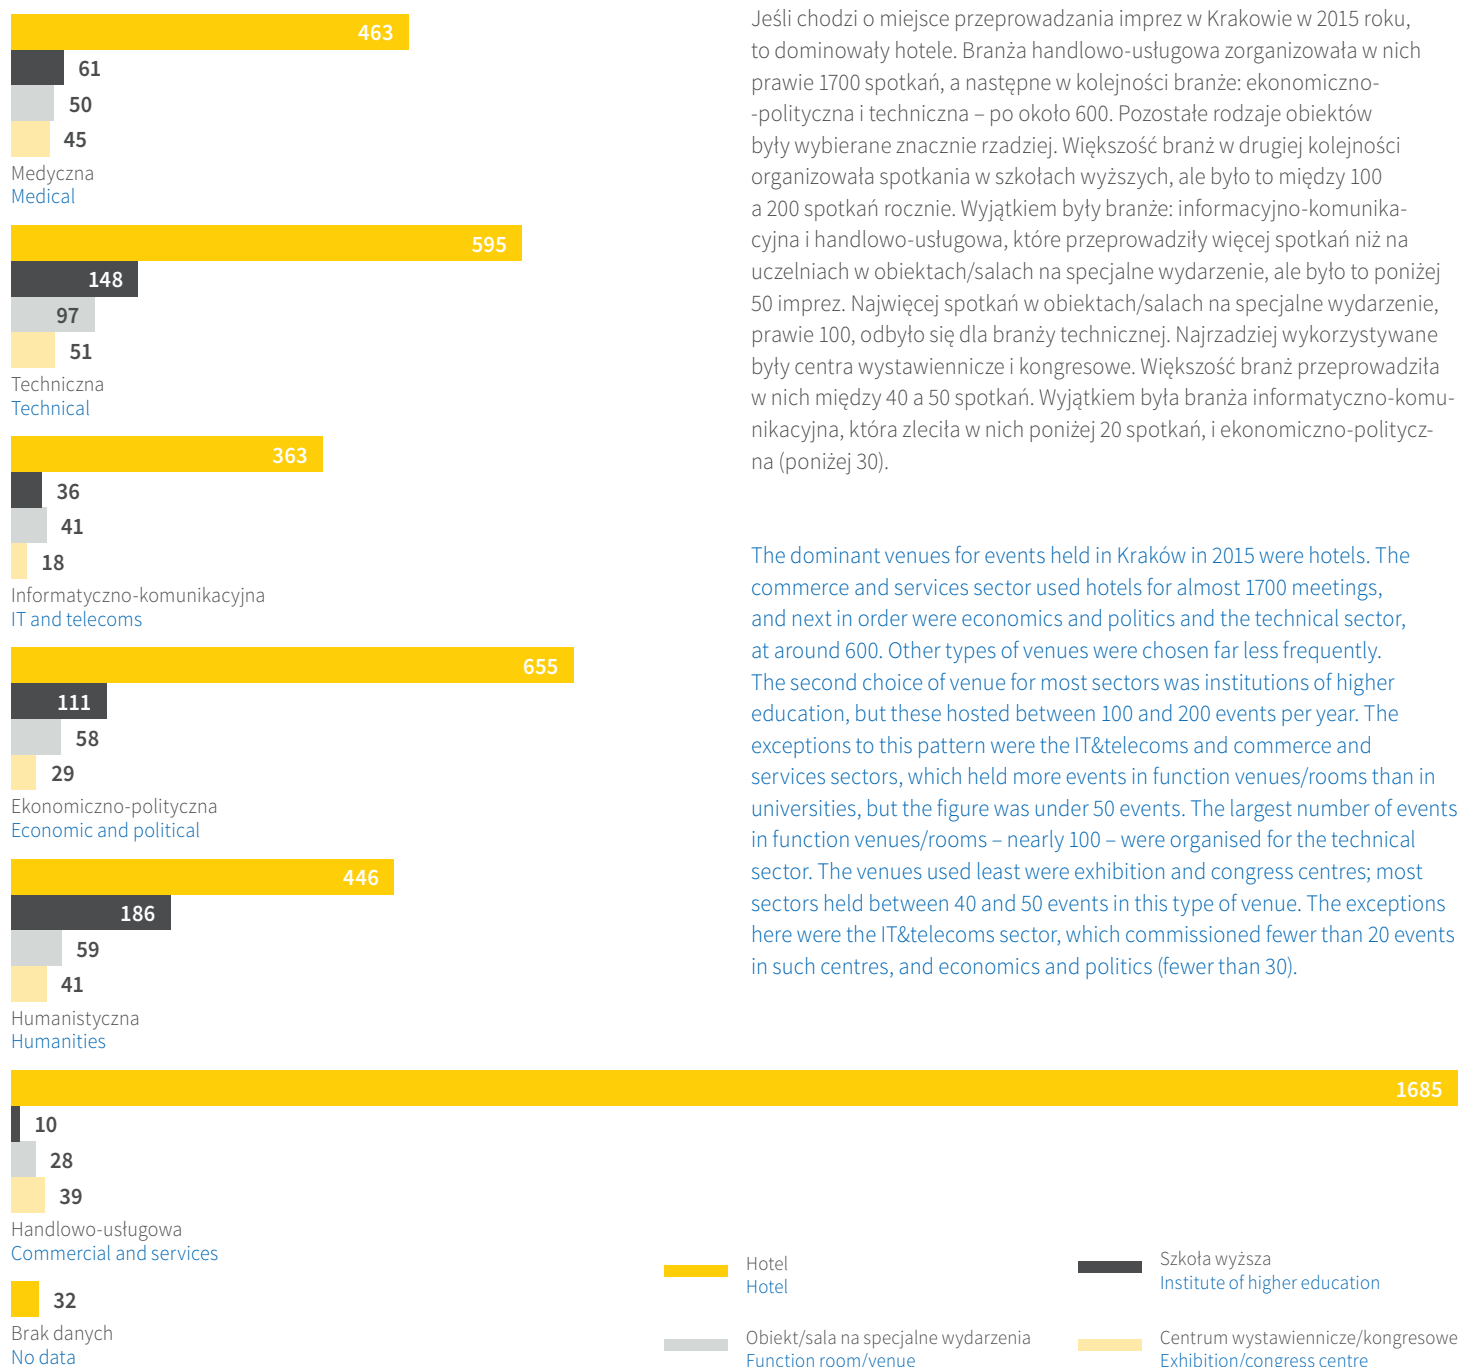 463
61
50
45
Medyczna
Medical
595
148
97
51
Techniczna
Technical
363
36
41
18
Informatyczno-komunikacyjna
IT and telecoms
655
111
58
29
Ekonomiczno-polityczna
Economic and political
446
186
59
41
Humanistyczna
Humanities
1685
10
28
39
Handlowo-usługowa
Commercial and services
32
Brak danych
No data
Jeśli chodzi o miejsce przeprowadzania imprez w Krakowie w 2015 roku,
to dominowały hotele. Branża handlowo-usługowa zorganizowała w nich
prawie 1700 spotkań, a następne w kolejności branże: ekonomiczno-
-polityczna i techniczna – po około 600. Pozostałe rodzaje obiektów
były wybierane znacznie rzadziej. Większość branż w drugiej kolejności
organizowała spotkania w szkołach wyższych, ale było to między 100
a 200 spotkań rocznie. Wyjątkiem były branże: informacyjno-komunika-
cyjna i handlowo-usługowa, które przeprowadziły więcej spotkań niż na
uczelniach w obiektach/salach na specjalne wydarzenie, ale było to poniżej
50 imprez. Najwięcej spotkań w obiektach/salach na specjalne wydarzenie,
prawie 100, odbyło się dla branży technicznej. Najrzadziej wykorzystywane
były centra wystawiennicze i kongresowe. Większość branż przeprowadziła
w nich między 40 a 50 spotkań. Wyjątkiem była branża informatyczno-komu-
nikacyjna, która zleciła w nich poniżej 20 spotkań, i ekonomiczno-politycz-
na (poniżej 30).
The dominant venues for events held in Kraków in 2015 were hotels. The
commerce and services sector used hotels for almost 1700 meetings,
and next in order were economics and politics and the technical sector,
at around 600. Other types of venues were chosen far less frequently.
The second choice of venue for most sectors was institutions of higher
education, but these hosted between 100 and 200 events per year. The
exceptions to this pattern were the IT&telecoms and commerce and
services sectors, which held more events in function venues/rooms than in
universities, but the figure was under 50 events. The largest number of events
in function venues/rooms – nearly 100 – were organised for the technical
sector. The venues used least were exhibition and congress centres; most
sectors held between 40 and 50 events in this type of venue. The exceptions
here were the IT&telecoms sector, which commissioned fewer than 20 events
in such centres, and economics and politics (fewer than 30).
Hotel
Hotel
Szkoła wyższa
Institute of higher education
Obiekt/sala na specjalne wydarzenia
Function room/venue
Centrum wystawiennicze/kongresowe
Exhibition/congress centre